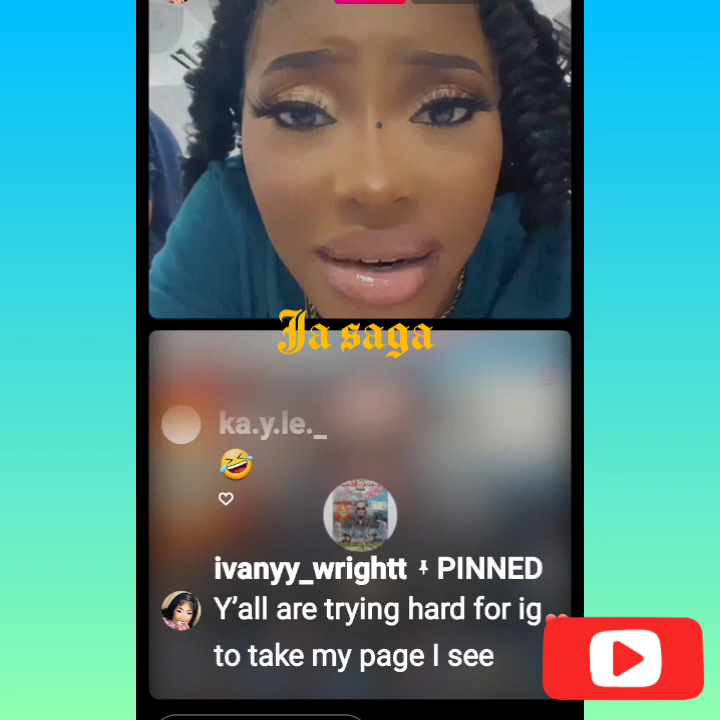 Ja saga
ka.y.le._
🤣
ivanyy_wrightt PINNED
Y’all are trying hard for ig
to take my page I see